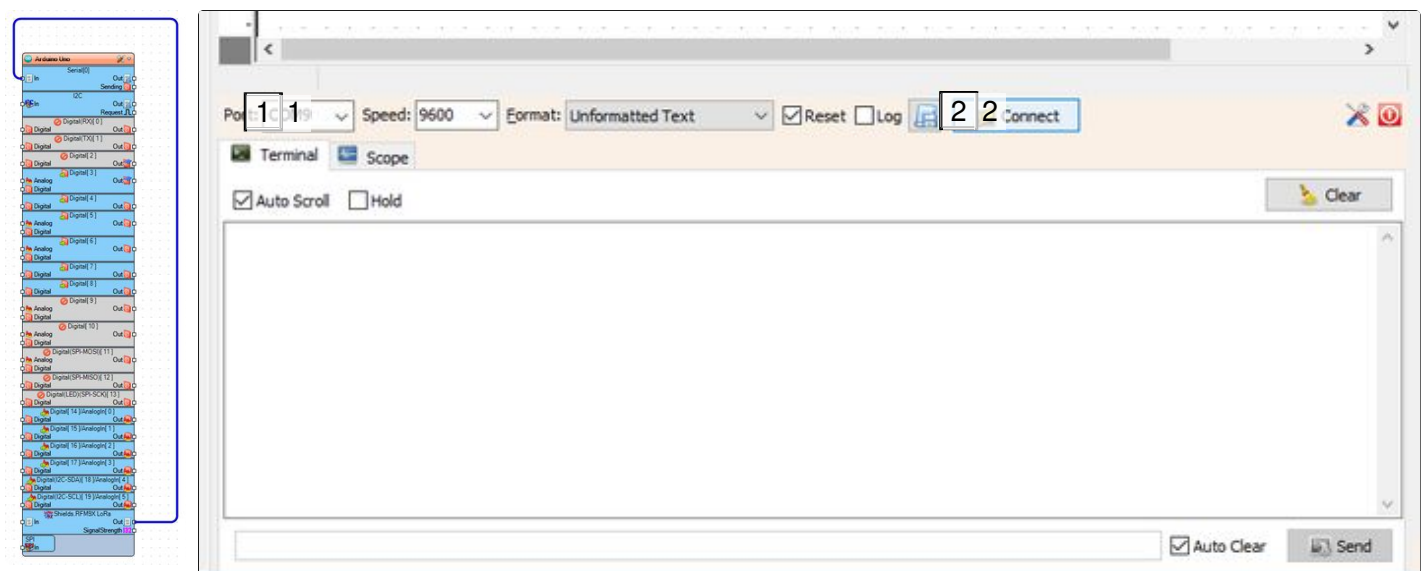 Arduino Uno
Serial[0]
In Out
Sending
I2C
In Out
Request
Digital(RX)[ 0 ]
Digital Out
Digital(TX)[ 1 ]
Digital Out
Digital[ 2 ]
Digital Out
Digital[ 3 ]
Analog Out
Digital
Digital[ 4 ]
Digital Out
Digital[ 5 ]
Analog Out
Digital
Digital[ 6 ]
Analog Out
Digital
Digital[ 7 ]
Digital Out
Digital[ 8 ]
Digital Out
Digital[ 9 ]
Analog Out
Digital
Digital[ 10 ]
Analog Out
Digital
Digital(SPI-MOSI)[ 11 ]
Analog Out
Digital
Digital(SPI-MISO)[ 12 ]
Digital Out
Digital(LED)(SPI-SCK)[ 13 ]
Digital Out
Digital[ 14 ]/AnalogIn[ 0 ]
Digital Out
Digital[ 15 ]/AnalogIn[ 1 ]
Digital Out
Digital[ 16 ]/AnalogIn[ 2 ]
Digital Out
Digital[ 17 ]/AnalogIn[ 3 ]
Digital Out
Digital(I2C-SDA)[ 18 ]/AnalogIn[ 4 ]
Digital Out
Digital(I2C-SCL)[ 19 ]/AnalogIn[ 5 ]
Digital Out
Shields.RFM9X LoRa
In Out
SignalStrength
SPI
In
1 1 Speed: 9600 Format: Unformatted Text Reset Log 2 2 Connect
Terminal Scope
Auto Scroll Hold Clear
Auto Clear Send